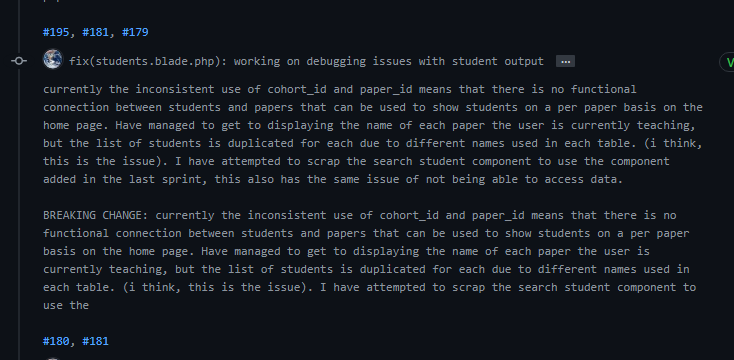 #195, #181, #179
fix(students.blade.php): working on debugging issues with student output ...
currently the inconsistent use of cohort_id and paper_id means that there is no functional
connection between students and papers that can be used to show students on a per paper basis on the
home page. Have managed to get to displaying the name of each paper the user is currently teaching,
but the list of students is duplicated for each due to different names used in each table. (i think,
this is the issue). I have attempted to scrap the search student component to use the component
added in the last sprint, this also has the same issue of not being able to access data.
BREAKING CHANGE: currently the inconsistent use of cohort_id and paper_id means that there is no
functional connection between students and papers that can be used to show students on a per paper
basis on the home page. Have managed to get to displaying the name of each paper the user is
currently teaching, but the list of students is duplicated for each due to different names used in
each table. (i think, this is the issue). I have attempted to scrap the search student component to
use the
#180, #181